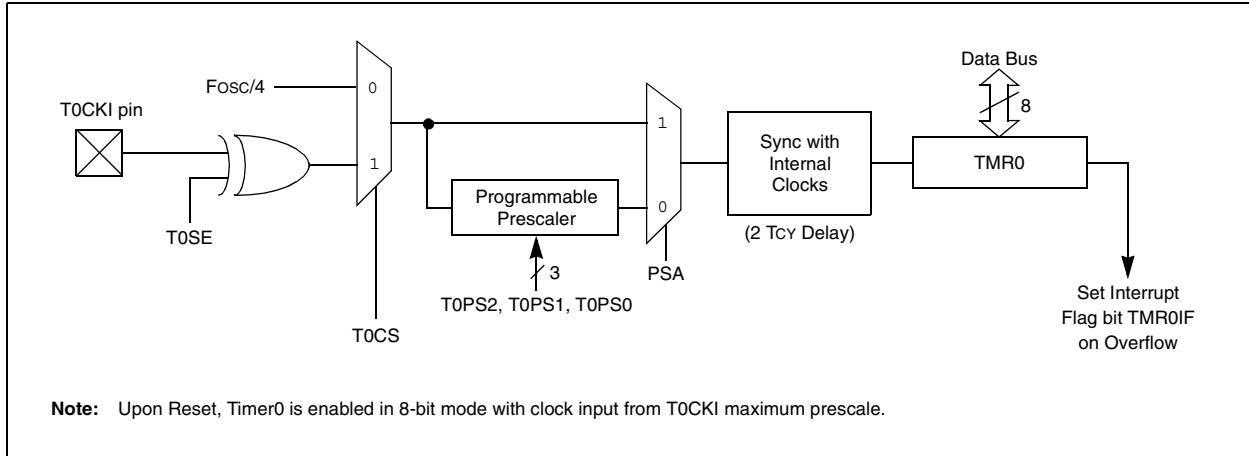 Data Bus
8
Fosc/4
0
T0CKI pin
1
1
Sync with
Internal
Clocks
TMR0
Programmable
Prescaler
0
T0SE
(2 TCY Delay)
3
PSA
T0PS2, T0PS1, T0PS0
T0CS
Set Interrupt
Flag bit TMR0IF
on Overflow
Note: Upon Reset, Timer0 is enabled in 8-bit mode with clock input from T0CKI maximum prescale.